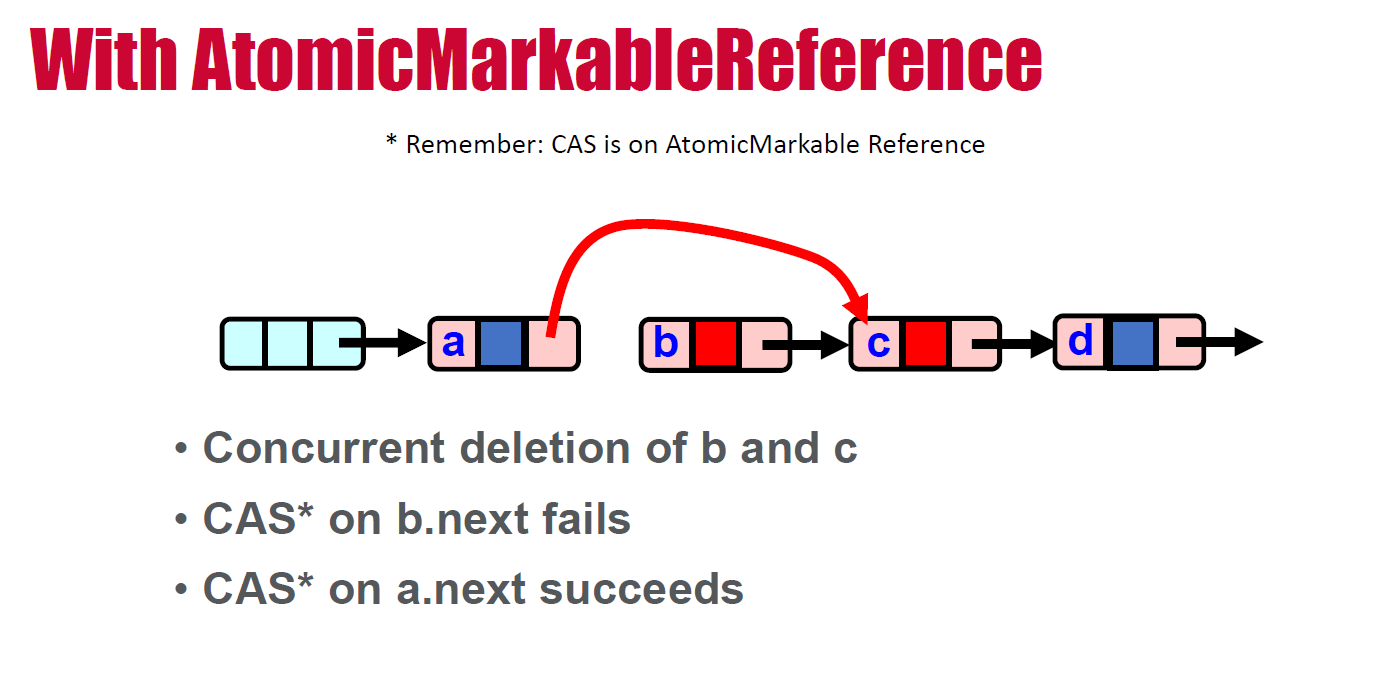 With AtomicMarkableReference
* Remember: CAS is on AtomicMarkable Reference
a b c d
• Concurrent deletion of b and c
• CAS* on b.next fails
• CAS* on a.next succeeds